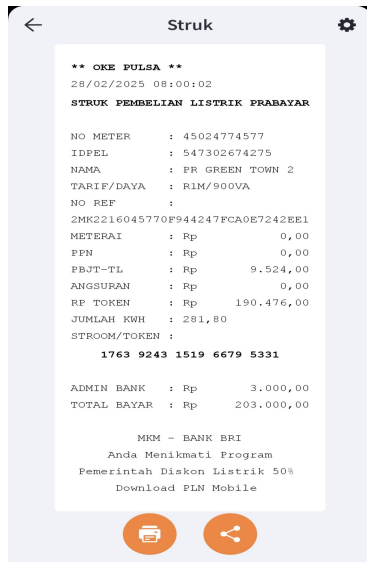 Struk
** OKE PULSA **
28/02/2025 08:00:02
STRUK PEMBELIAN LISTRIK PRABAYAR
NO METER : 45024774577
IDPEL : 547302674275
NAMA : PR GREEN TOWN 2
TARIF/DAYA : R1M/900VA
NO REF :
2MK2216045770F944247FCA0E7242EE1
METERAI : Rp 0,00
PPN : Rp 0,00
PBJT-TL : Rp 9.524,00
ANGSURAN : Rp 0,00
RP TOKEN : Rp 190.476,00
JUMLAH KWH : 281,80
STROOM/TOKEN :
1763 9243 1519 6679 5331
ADMIN BANK : Rp 3.000,00
TOTAL BAYAR : Rp 203.000,00
MKM - BANK BRI
Anda Menikmati Program
Pemerintah Diskon Listrik 50%
Download PLN Mobile